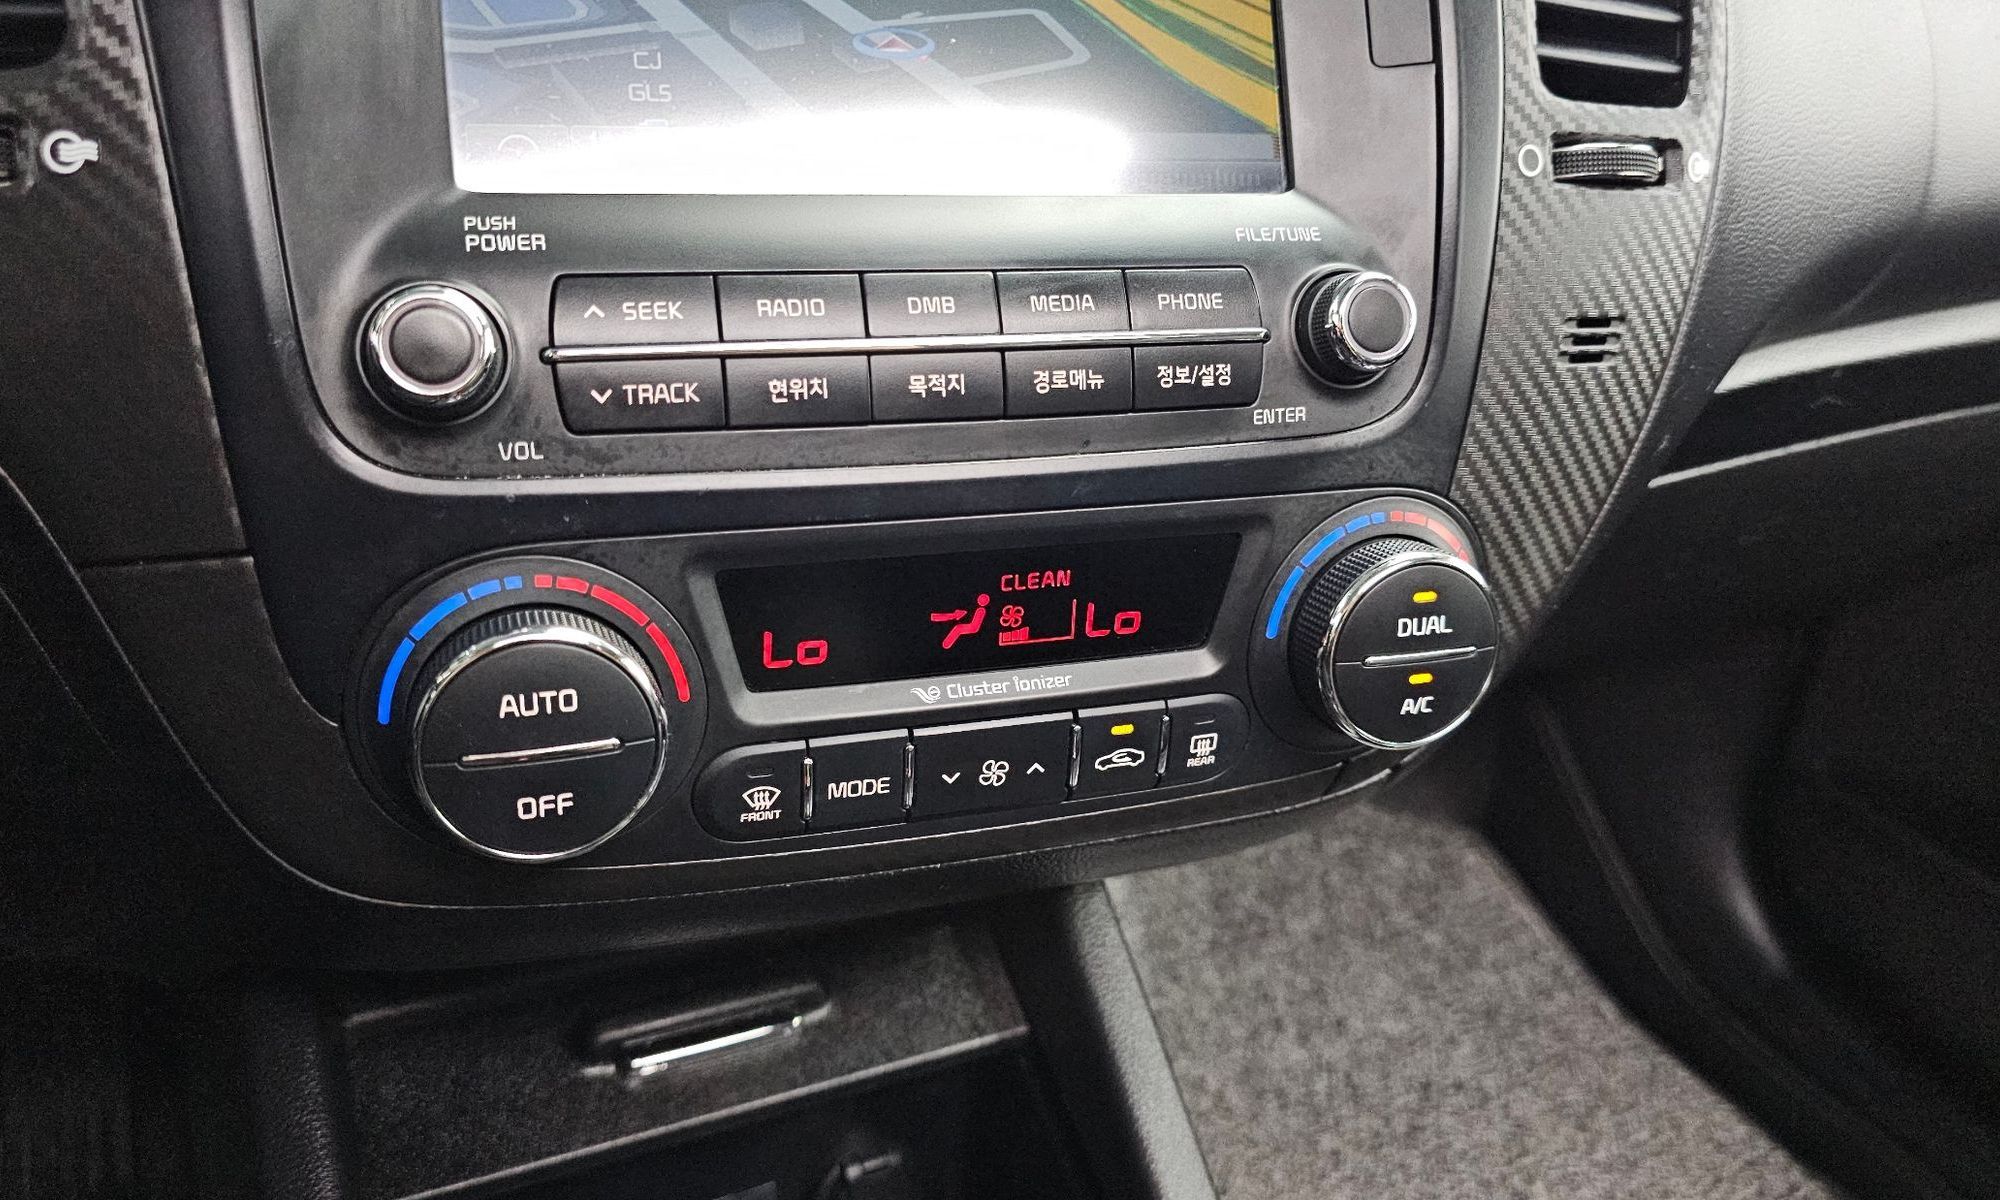 CJ
GLS
PUSH
POWER
FILE/TUNE
SEEK
RADIO
DMB
MEDIA
PHONE
TRACK
현위치
목적지
경로메뉴
정보/설정
VOL
ENTER
CLEAN
Lo
Lo
Cluster ionizer
AUTO
OFF
DUAL
A/C
FRONT
MODE
REAR